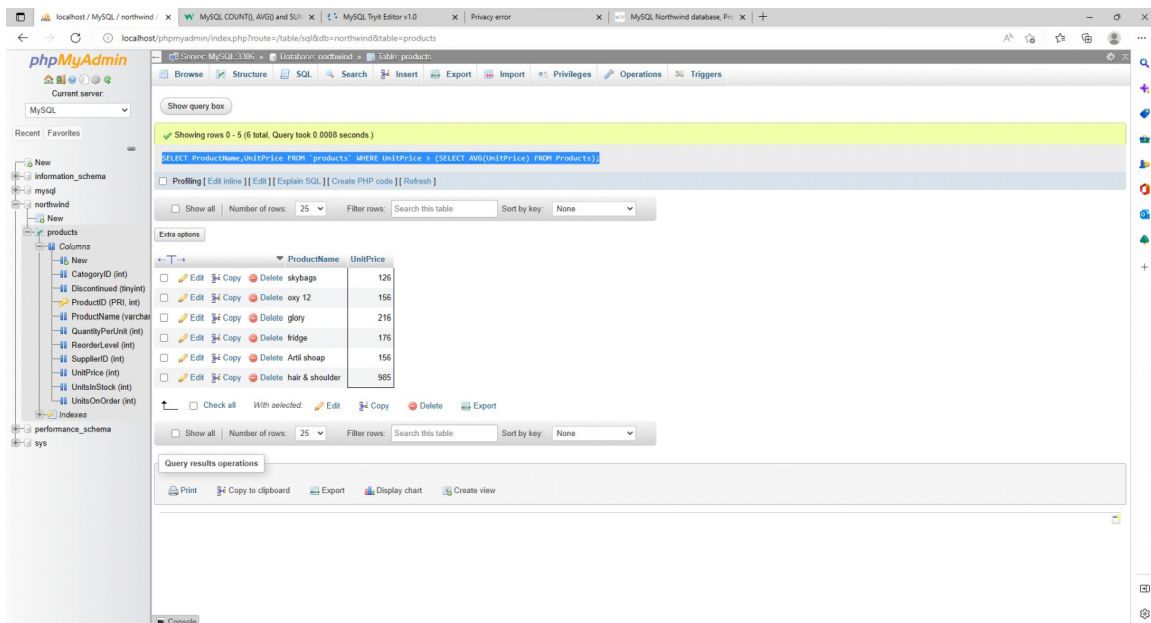 localhost / MySQL / northwind /
MySQL COUNT(), AVG() and SU
MySQL Tryit Editor v1.0
Privacy error
MySQL Northwind database, Pr
localhost/phpmyadmin/index.php?route=/table/sql&db=northwind&table=products
phpMyAdmin
Current server:
MySQL
Recent Favorites
New
information_schema
mysql
northwind
New
products
Columns
New
CatogoryID (int)
Discontinued (tinyint)
ProductID (PRI, int)
ProductName (varchar
QuantityPerUnit (int)
ReorderLevel (int)
SupplierID (int)
UnitPrice (int)
UnitsInStock (int)
UnitsOnOrder (int)
Indexes
performance_schema
sys
Server: MySQL:3306 » Database: northwind » Table: products
Browse Structure SQL Search Insert Export Import Privileges Operations Triggers
Show query box
Showing rows 0 - 5 (6 total, Query took 0.0008 seconds.)
SELECT ProductName,UnitPrice FROM `products` WHERE UnitPrice > (SELECT AVG(UnitPrice) FROM Products);
Profiling [ Edit inline ] [ Edit ] [ Explain SQL ] [ Create PHP code ] [ Refresh ]
Show all Number of rows: 25 Filter rows: Search this table Sort by key: None
Extra options
←T→ ProductName UnitPrice
Edit Copy Delete skybags 126
Edit Copy Delete oxy 12 156
Edit Copy Delete glory 216
Edit Copy Delete fridge 176
Edit Copy Delete Artii shoap 156
Edit Copy Delete hair & shoulder 985
Check all With selected: Edit Copy Delete Export
Show all Number of rows: 25 Filter rows: Search this table Sort by key: None
Query results operations
Print Copy to clipboard Export Display chart Create view
Console